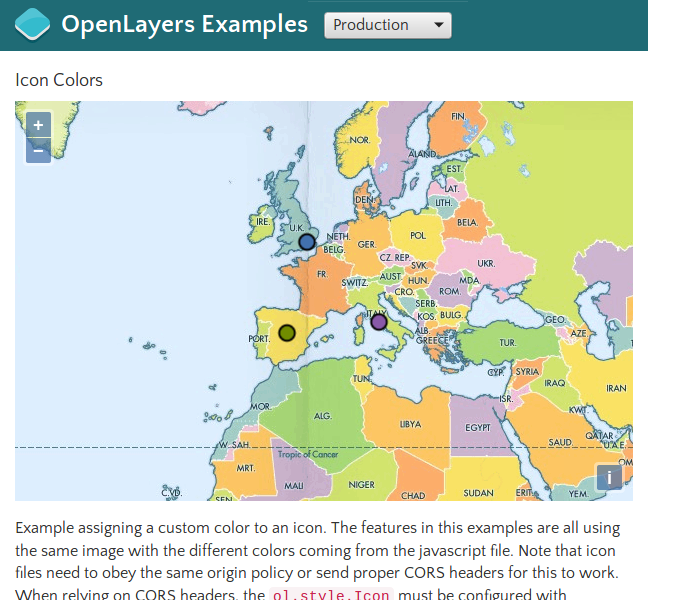 OpenLayers Examples
Production
Icon Colors
+
−
FIN.
NOR.
ALAND
EST.
LAT.
LITH.
DEN.
BELA.
IRE.
U.K.
NETH.
POL
BELG.
GER.
CZ. REP.
UKR.
SVK
FR.
SWITZ.
AUST.
HUN.
MDA
CRO.
ROM.
SERB.
ITALY
KOS.
BULG.
GEO.
ALB.
AZE.
PORT.
GREECE
TUR.
CYP.
SYRIA
TUN.
IRAQ
IRAN
MOR.
ISR.
ALG.
LIBYA
EGYPT
KWT.
QATAR
U.A.E.
W. SAH.
SAUD.
Tropic of Cancer
OM
MRT.
MALI
NIGER
i
C.VD.
SEN.
CHAD
SUDAN
ERIT.
YEM.
Example assigning a custom color to an icon. The features in this examples are all using
the same image with the different colors coming from the javascript file. Note that icon
files need to obey the same origin policy or send proper CORS headers for this to work.
When relying on CORS headers, the ol.style.Icon must be configured with